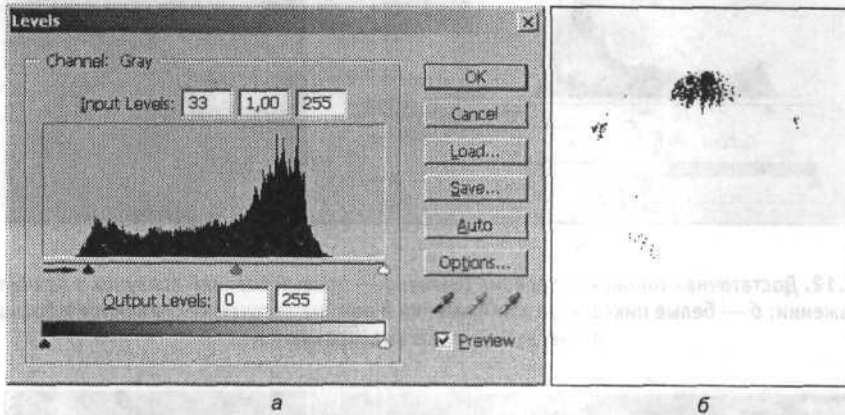 Levels
Channel: Gray
Input Levels: 33 1,00 255
OK
Cancel
Load...
Save...
Auto
Options...
Output Levels: 0 255
Preview
а
б